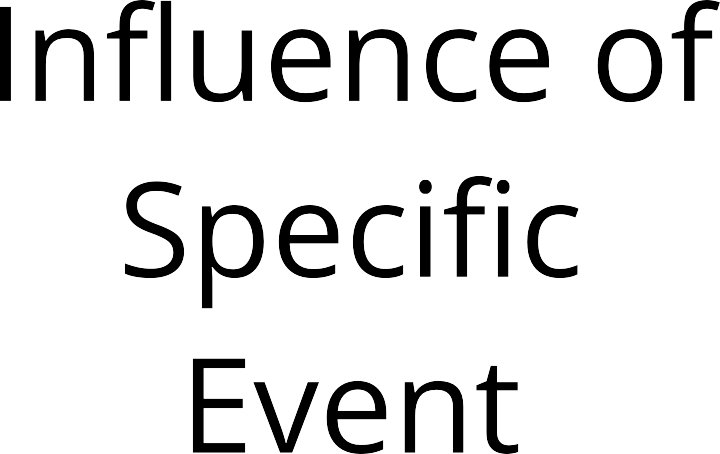 Influence of
Specific
Event